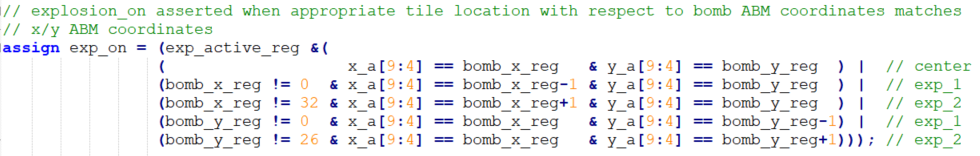 // explosion_on asserted when appropriate tile location with respect to bomb ABM coordinates matches
// x/y ABM coordinates
assign exp_on = (exp_active_reg &(
( x_a[9:4] == bomb_x_reg & y_a[9:4] == bomb_y_reg ) | // center
(bomb_x_reg != 0 & x_a[9:4] == bomb_x_reg-1 & y_a[9:4] == bomb_y_reg ) | // exp_1
(bomb_x_reg != 32 & x_a[9:4] == bomb_x_reg+1 & y_a[9:4] == bomb_y_reg ) | // exp_2
(bomb_y_reg != 0 & x_a[9:4] == bomb_x_reg & y_a[9:4] == bomb_y_reg-1) | // exp_1
(bomb_y_reg != 26 & x_a[9:4] == bomb_x_reg & y_a[9:4] == bomb_y_reg+1))); // exp_2